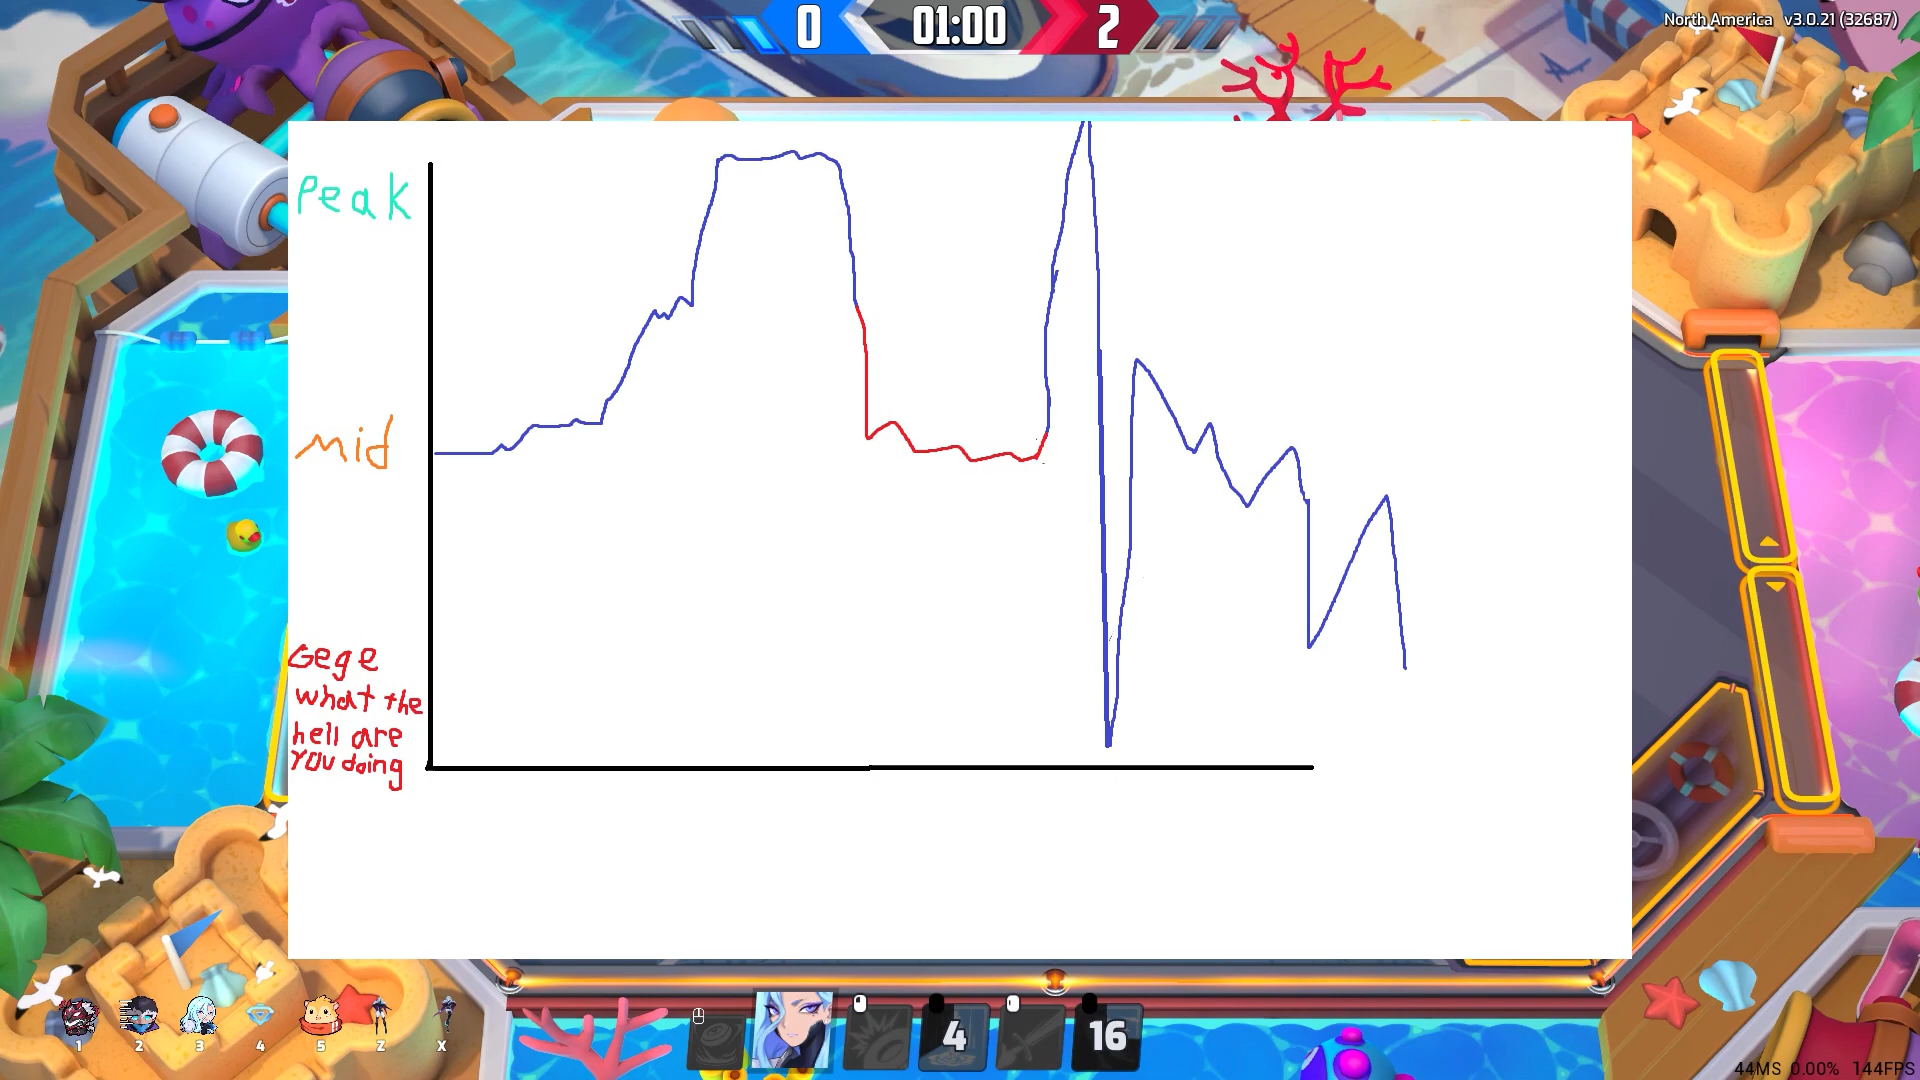 0
01:00
2
North America v3.0.21 (32687)
Peak
Mid
Gege
what the
hell are
you doing
1 2 3 4 5 Z X
4
16
44MS 0.00% 144FPS